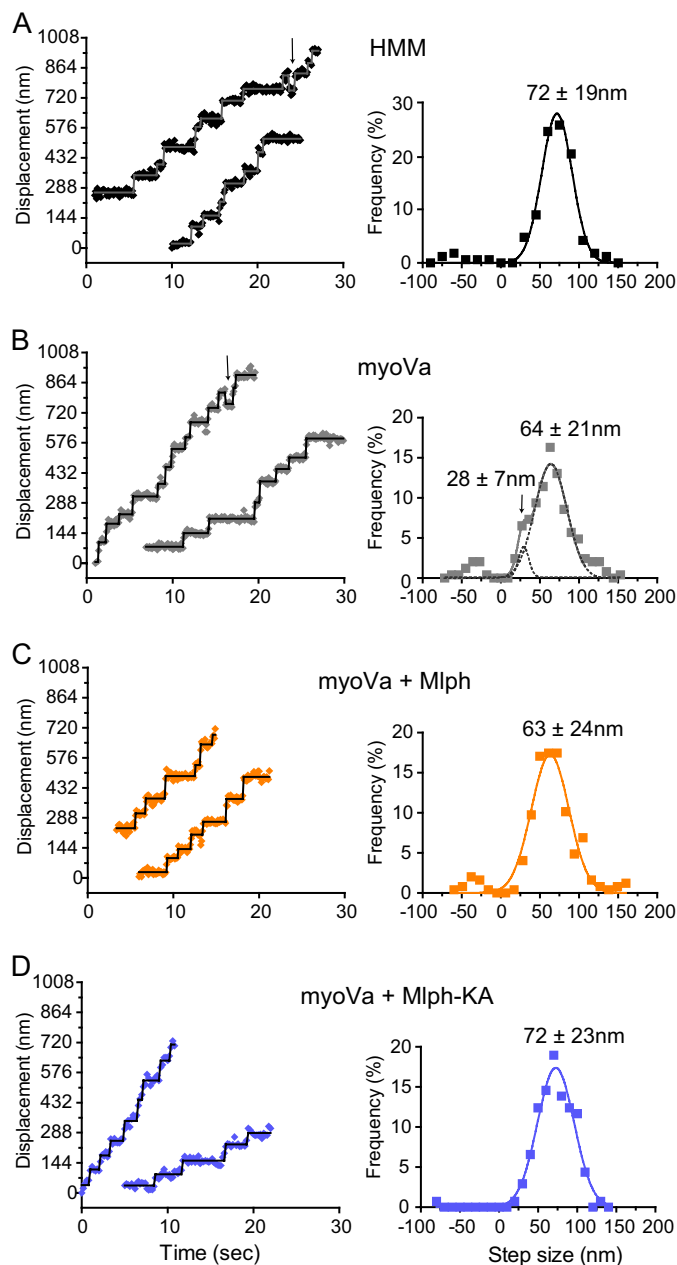 A
HMM
Displacement (nm)
1008
864
720
576
432
288
144
0
0 10 20 30
72 ± 19nm
Frequency (%)
30
20
10
0
-100 -50 0 50 100 150 200
B
myoVa
Displacement (nm)
1008
864
720
576
432
288
144
0
0 10 20 30
64 ± 21nm
28 ± 7nm
Frequency (%)
20
15
10
5
0
-100 -50 0 50 100 150 200
C
myoVa + Mlph
Displacement (nm)
1008
864
720
576
432
288
144
0
0 10 20 30
63 ± 24nm
Frequency (%)
20
15
10
5
0
-100 -50 0 50 100 150 200
D
myoVa + Mlph-KA
Displacement (nm)
1008
864
720
576
432
288
144
0
0 10 20 30
Time (sec)
72 ± 23nm
Frequency (%)
20
15
10
5
0
-100 -50 0 50 100 150 200
Step size (nm)